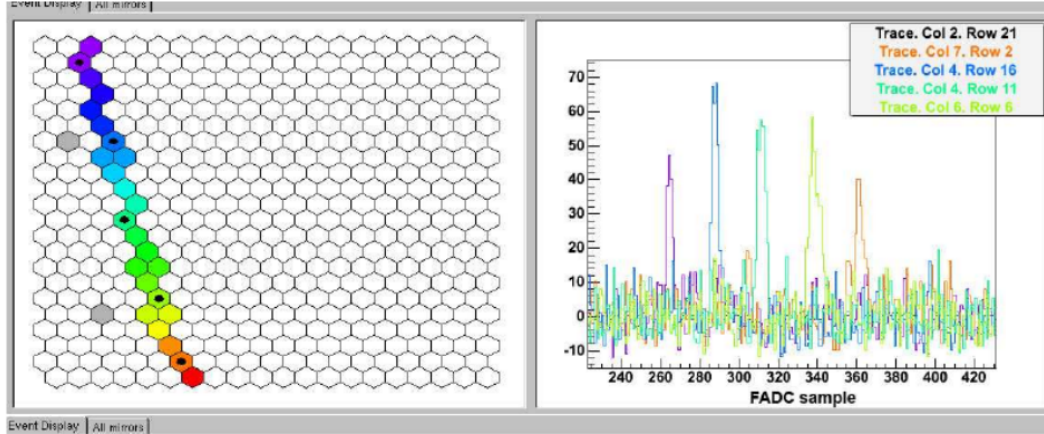 Event Display All mirrors
Trace. Col 2. Row 21
Trace. Col 7. Row 2
Trace. Col 4. Row 16
Trace. Col 4. Row 11
Trace. Col 6. Row 6
70
60
50
40
30
20
10
0
-10
240 260 280 300 320 340 360 380 400 420
FADC sample
Event Display All mirrors